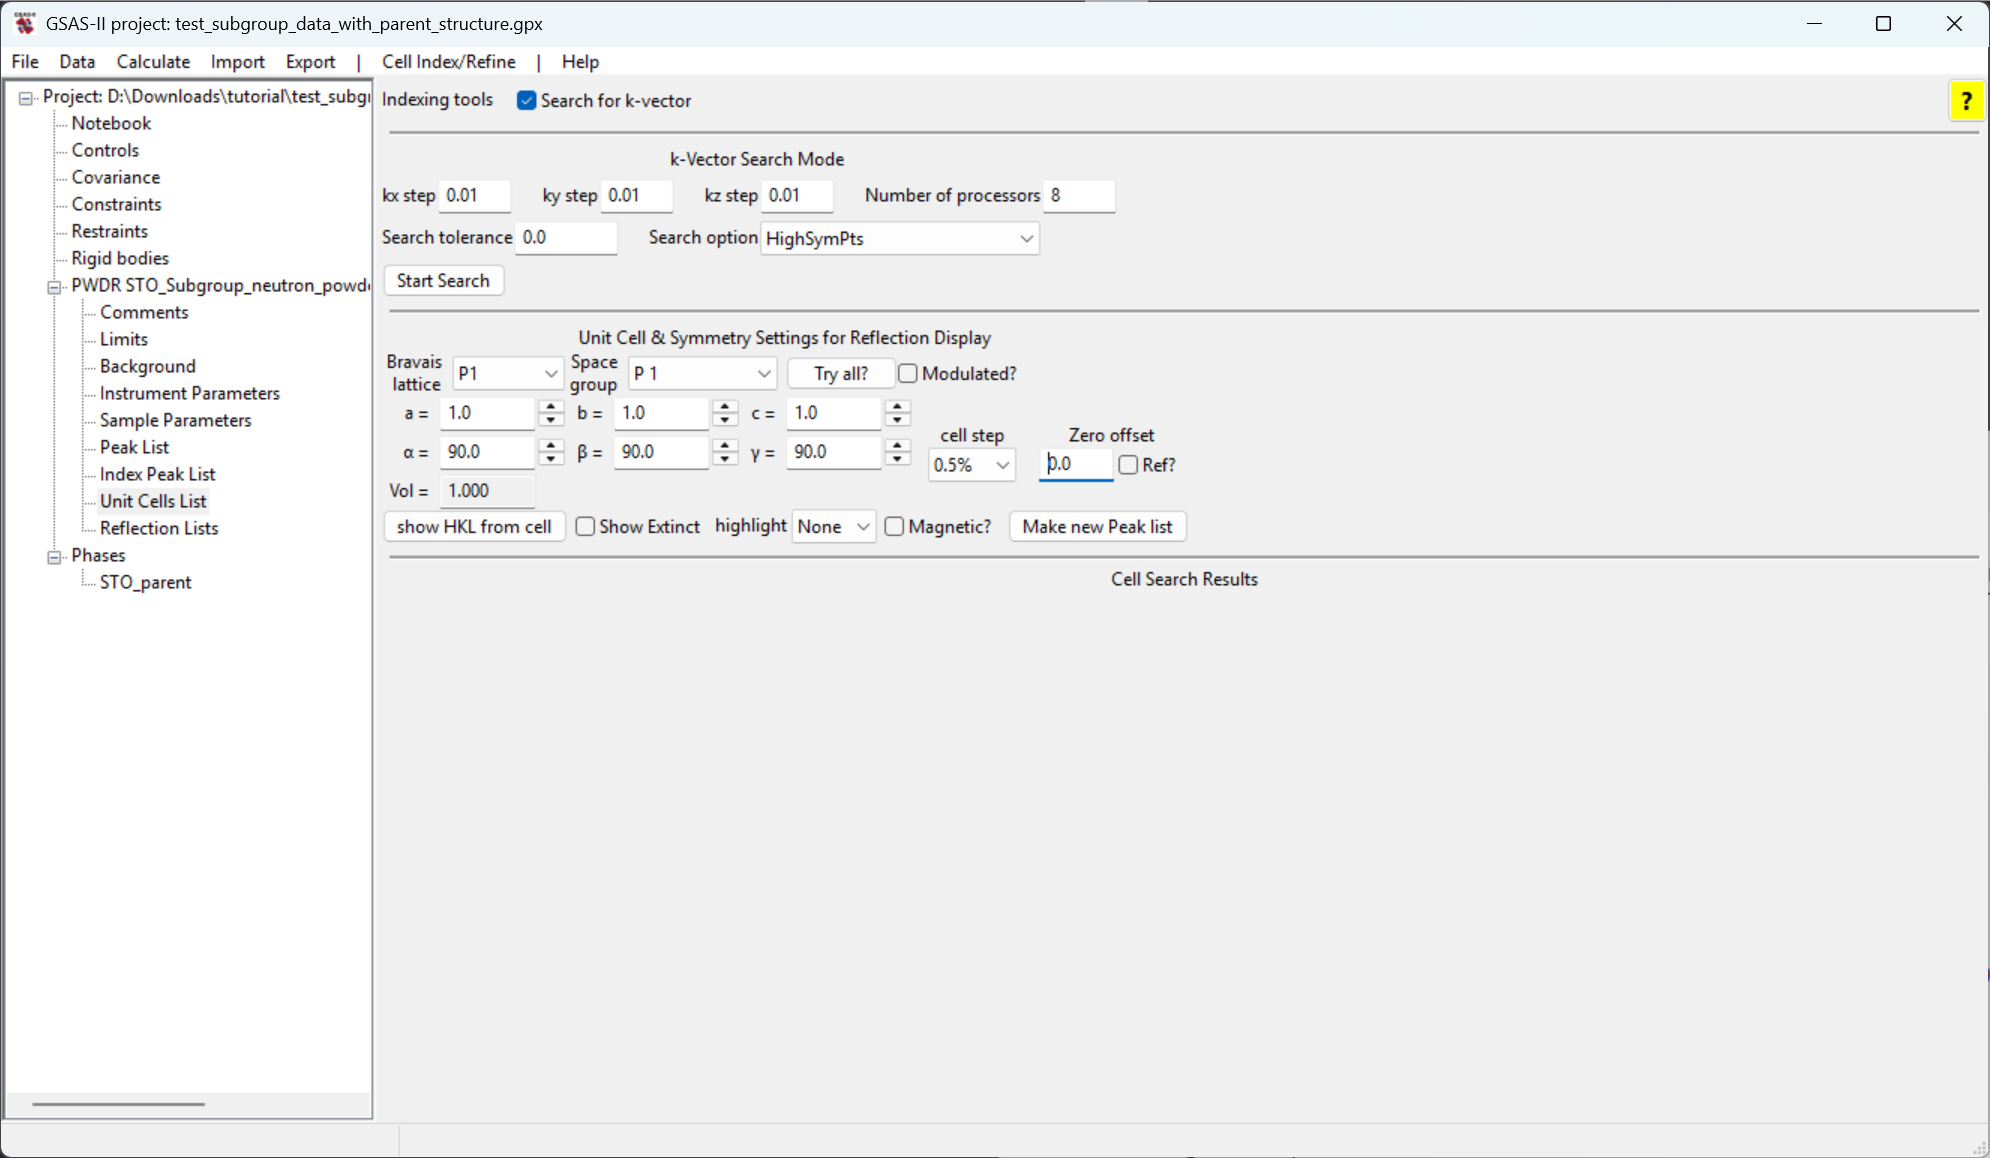 GSAS-II project: test_subgroup_data_with_parent_structure.gpx
File Data Calculate Import Export | Cell Index/Refine | Help
Project: D:\Downloads\tutorial\test_subg
Notebook
Controls
Covariance
Constraints
Restraints
Rigid bodies
PWDR STO_Subgroup_neutron_powd
Comments
Limits
Background
Instrument Parameters
Sample Parameters
Peak List
Index Peak List
Unit Cells List
Reflection Lists
Phases
STO_parent
Indexing tools Search for k-vector
?
k-Vector Search Mode
kx step 0.01 ky step 0.01 kz step 0.01 Number of processors 8
Search tolerance 0.0 Search option HighSymPts
Start Search
Unit Cell & Symmetry Settings for Reflection Display
Bravais lattice P1 Space group P 1 Try all? Modulated?
a = 1.0 b = 1.0 c = 1.0
cell step Zero offset
α = 90.0 β = 90.0 γ = 90.0 0.5% 0.0 Ref?
Vol = 1.000
show HKL from cell Show Extinct highlight None Magnetic? Make new Peak list
Cell Search Results